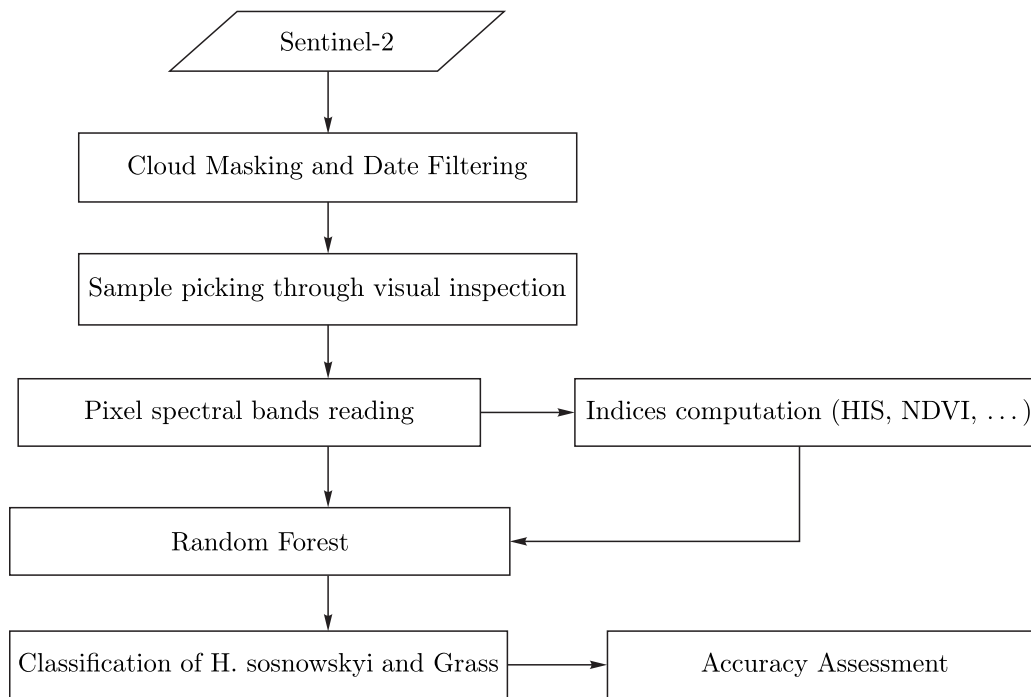 Sentinel-2
Cloud Masking and Date Filtering
Sample picking through visual inspection
Pixel spectral bands reading
Indices computation (HIS, NDVI, . . . )
Random Forest
Classification of H. sosnowskyi and Grass
Accuracy Assessment